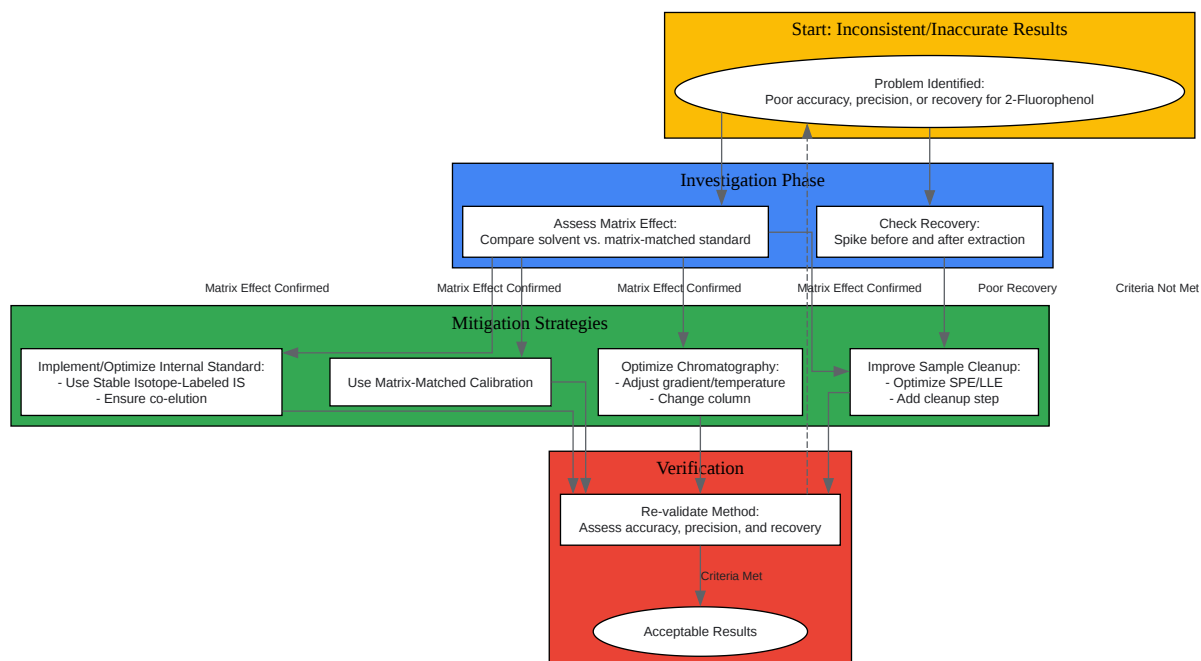 Start: Inconsistent/Inaccurate Results
Problem Identified:
Poor accuracy, precision, or recovery for 2-Fluorophenol
Investigation Phase
Assess Matrix Effect:
Compare solvent vs. matrix-matched standard
Check Recovery:
Spike before and after extraction
Matrix Effect Confirmed
Matrix Effect Confirmed
Matrix Effect Confirmed
Matrix Effect Confirmed
Poor Recovery
Criteria Not Met
Mitigation Strategies
Implement/Optimize Internal Standard:
- Use Stable Isotope-Labeled IS
- Ensure co-elution
Use Matrix-Matched Calibration
Optimize Chromatography:
- Adjust gradient/temperature
- Change column
Improve Sample Cleanup:
- Optimize SPE/LLE
- Add cleanup step
Verification
Re-validate Method:
Assess accuracy, precision, and recovery
Criteria Met
Acceptable Results